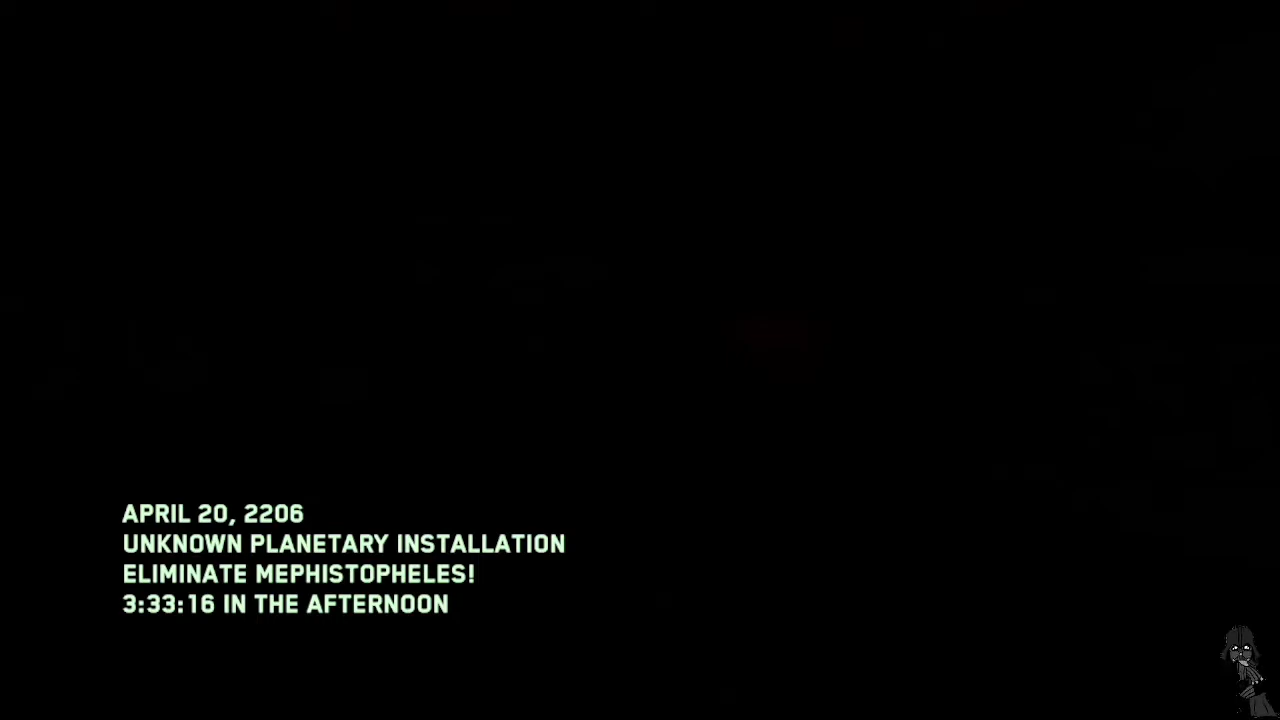 APRIL 20, 2206
UNKNOWN PLANETARY INSTALLATION
ELIMINATE MEPHISTOPHELES!
3:33:16 IN THE AFTERNOON